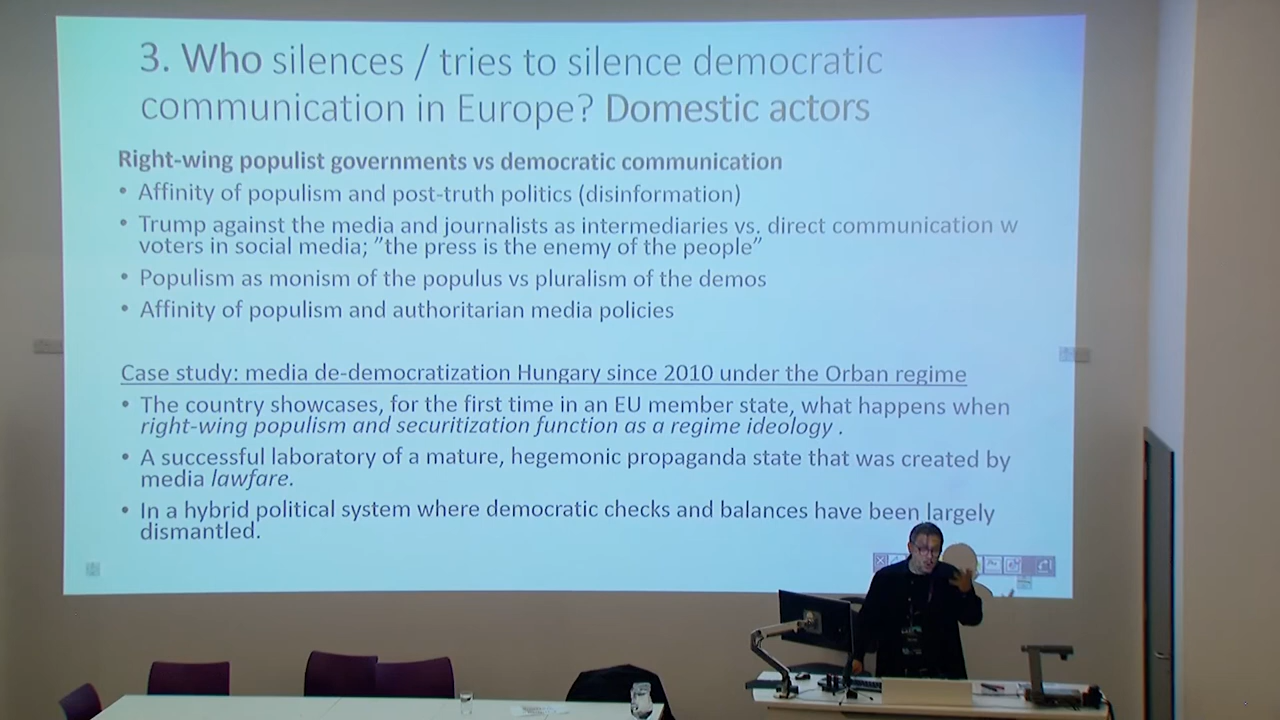 3. Who silences / tries to silence democratic
communication in Europe? Domestic actors
Right-wing populist governments vs democratic communication
• Affinity of populism and post-truth politics (disinformation)
• Trump against the media and journalists as intermediaries vs. direct communication w
voters in social media; ”the press is the enemy of the people”
• Populism as monism of the populus vs pluralism of the demos
• Affinity of populism and authoritarian media policies
Case study: media de-democratization Hungary since 2010 under the Orban regime
• The country showcases, for the first time in an EU member state, what happens when
right-wing populism and securitization function as a regime ideology .
• A successful laboratory of a mature, hegemonic propaganda state that was created by
media lawfare.
• In a hybrid political system where democratic checks and balances have been largely
dismantled.